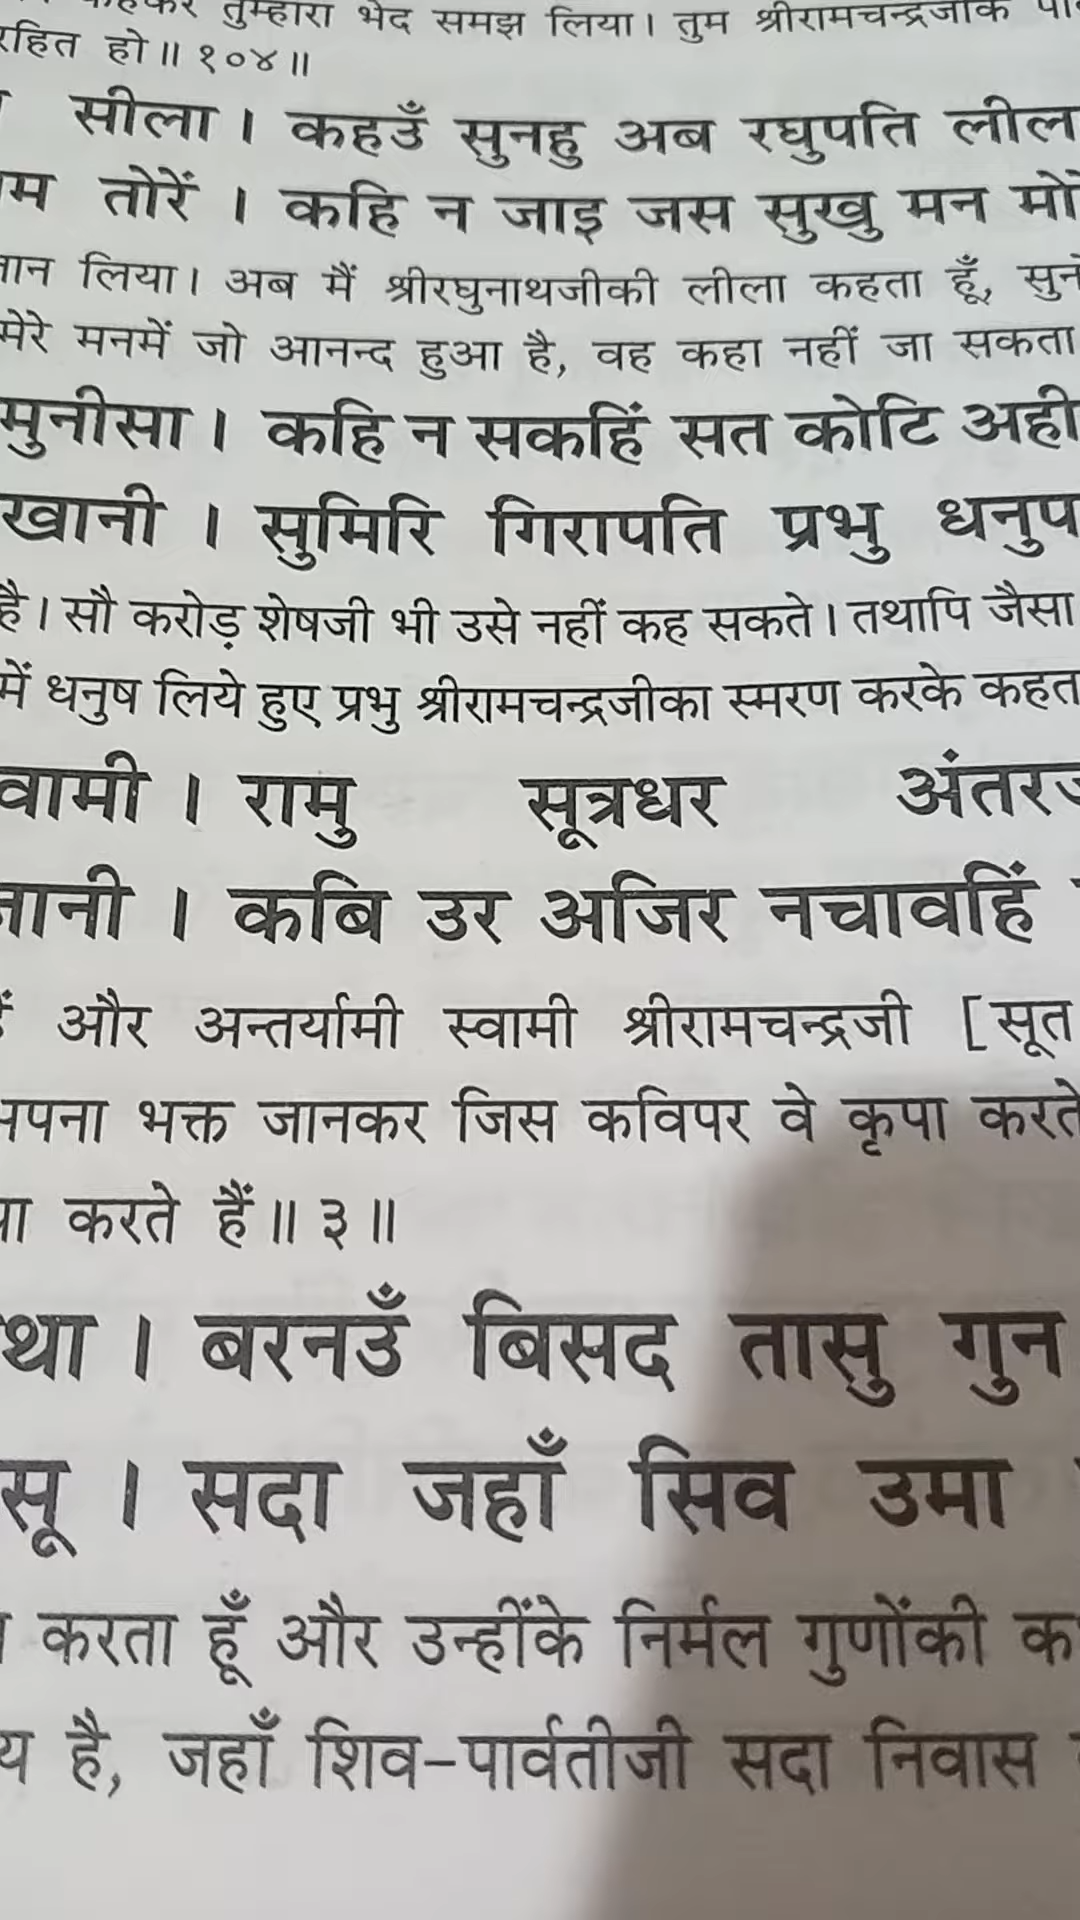 तुम्हारा भेद समझ लिया। तुम श्रीरामचन्द्रजीके
रहित हो॥ १०४॥
सीला। कहउँ सुनहु अब रघुपति लील
म तोरें। कहि न जाइ जस सुखु मन मो
ान लिया। अब मैं श्रीरघुनाथजीकी लीला कहता हूँ, सुन
मेरे मनमें जो आनन्द हुआ है, वह कहा नहीं जा सकता
मुनीसा। कहि न सकहिं सत कोटि अही
खानी। सुमिरि गिरापति प्रभु धनुप
है। सौ करोड़ शेषजी भी उसे नहीं कह सकते। तथापि जैसा
में धनुष लिये हुए प्रभु श्रीरामचन्द्रजीका स्मरण करके कहत
वामी। रामु सूत्रधर अंतरज
ानी। कबि उर अजिर नचावहिं
और अन्तर्यामी स्वामी श्रीरामचन्द्रजी [सूत
पना भक्त जानकर जिस कविपर वे कृपा करते
करते हैं॥ ३॥
था। बरनउँ बिसद तासु गुन
सू। सदा जहाँ सिव उमा
करता हूँ और उन्हींके निर्मल गुणोंकी क
य है, जहाँ शिव-पार्वतीजी सदा निवास